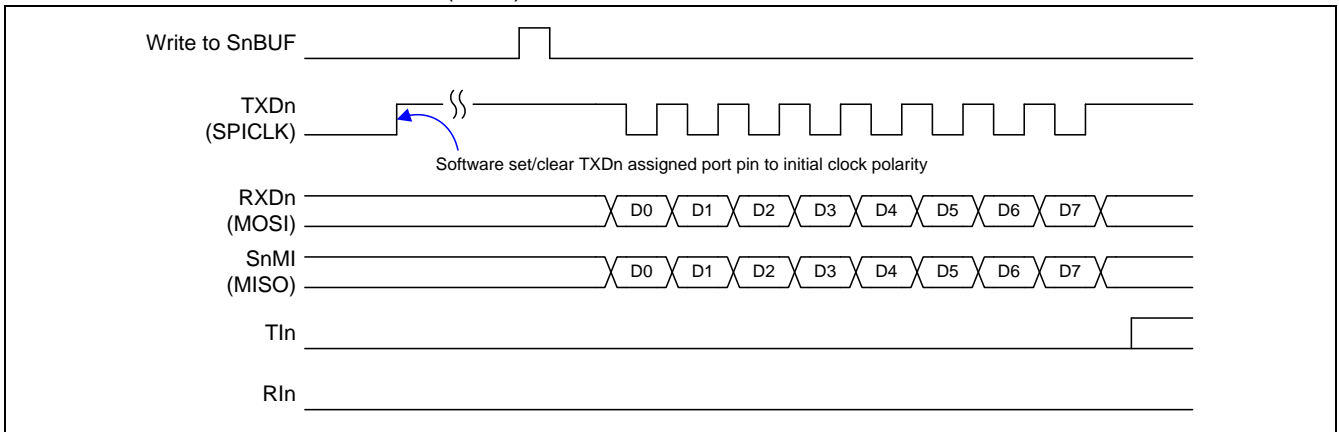 Write to SnBUF
TXDn
(SPICLK)
Software set/clear TXDn assigned port pin to initial clock polarity
RXDn
(MOSI)
D0 D1 D2 D3 D4 D5 D6 D7
SnMI
(MISO)
D0 D1 D2 D3 D4 D5 D6 D7
TIn
RIn